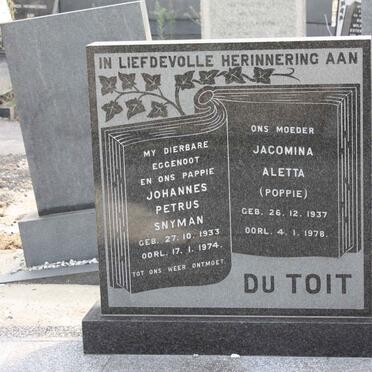 IN LIEFDEVOLLE HERINNERING AAN
MY DIERBARE
EGGENOOT
EN ONS PAPPIE
JOHANNES
PETRUS
SNYMAN
GEB. 27. 10. 1933
OORL. 17. 1. 1974.
TOT ONS WEER ONTMOET
ONS MOEDER
JACOMINA
ALETTA
(POPPIE)
GEB. 26. 12. 1937
OORL. 4. 1. 1978.
DU TOIT